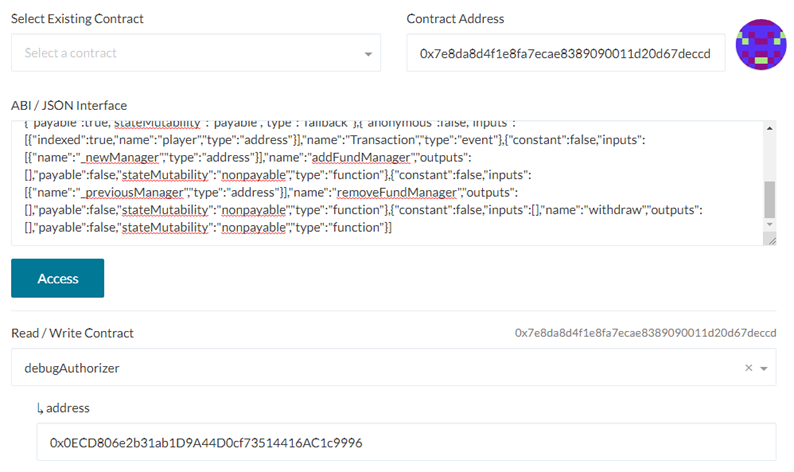 Select Existing Contract
Contract Address
Select a contract
0x7e8da8d4f1e8fa7ecae8389090011d20d67deccd
ABI / JSON Interface
{"payable":true,"stateMutability":"payable","type":"fallback"},{"anonymous":false,"inputs":
[{"indexed":true,"name":"player","type":"address"}],"name":"Transaction","type":"event"},{"constant":false,"inputs":
[{"name":"_newManager","type":"address"}],"name":"addFundManager","outputs":
[],"payable":false,"stateMutability":"nonpayable","type":"function"},{"constant":false,"inputs":
[{"name":"_previousManager","type":"address"}],"name":"removeFundManager","outputs":
[],"payable":false,"stateMutability":"nonpayable","type":"function"},{"constant":false,"inputs":[],"name":"withdraw","outputs":
[],"payable":false,"stateMutability":"nonpayable","type":"function"}]
Access
Read / Write Contract
0x7e8da8d4f1e8fa7ecae8389090011d20d67deccd
debugAuthorizer
address
0x0ECD806e2b31ab1D9A44D0cf73514416AC1c9996